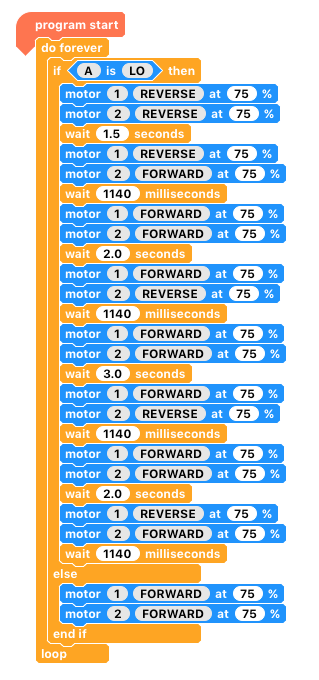 program start
do forever
if A is LO then
motor 1 REVERSE at 75 %
motor 2 REVERSE at 75 %
wait 1.5 seconds
motor 1 REVERSE at 75 %
motor 2 FORWARD at 75 %
wait 1140 milliseconds
motor 1 FORWARD at 75 %
motor 2 FORWARD at 75 %
wait 2.0 seconds
motor 1 FORWARD at 75 %
motor 2 REVERSE at 75 %
wait 1140 milliseconds
motor 1 FORWARD at 75 %
motor 2 FORWARD at 75 %
wait 3.0 seconds
motor 1 FORWARD at 75 %
motor 2 REVERSE at 75 %
wait 1140 milliseconds
motor 1 FORWARD at 75 %
motor 2 FORWARD at 75 %
wait 2.0 seconds
motor 1 REVERSE at 75 %
motor 2 FORWARD at 75 %
wait 1140 milliseconds
else
motor 1 FORWARD at 75 %
motor 2 FORWARD at 75 %
end if
loop